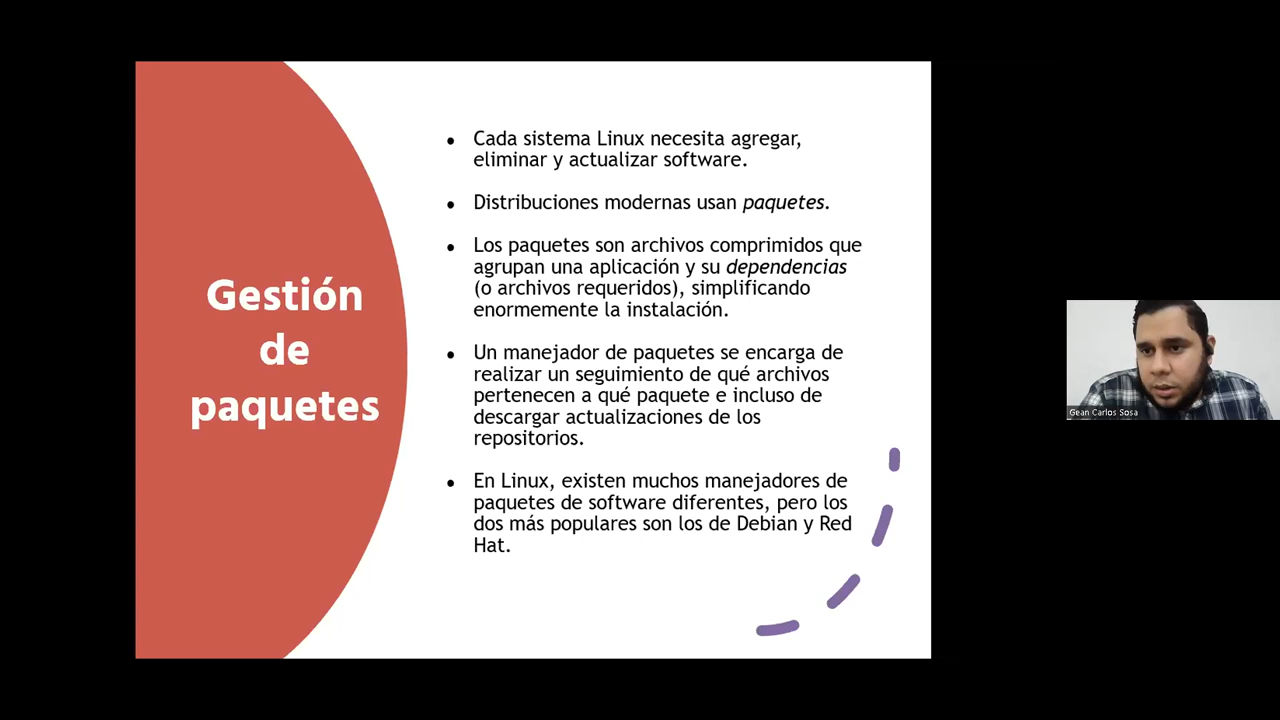 Gestión
de
paquetes
• Cada sistema Linux necesita agregar,
eliminar y actualizar software.
• Distribuciones modernas usan paquetes.
• Los paquetes son archivos comprimidos que
agrupan una aplicación y su dependencias
(o archivos requeridos), simplificando
enormemente la instalación.
• Un manejador de paquetes se encarga de
realizar un seguimiento de qué archivos
pertenecen a qué paquete e incluso de
descargar actualizaciones de los
repositorios.
• En Linux, existen muchos manejadores de
paquetes de software diferentes, pero los
dos más populares son los de Debian y Red
Hat.
Gean Carlos Sosa